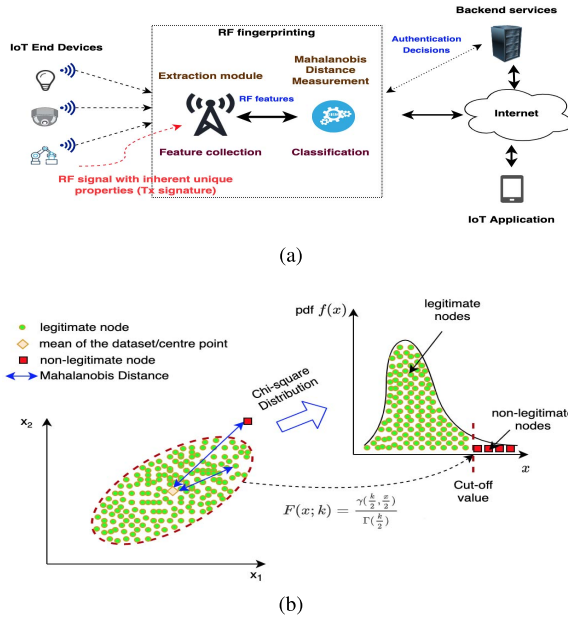 Backend services
RF fingerprinting
IoT End Devices
Authentication
Decisions
Mahalanobis
Distance
Measurement
Extraction module
RF features
Internet
Feature collection
Classification
RF signal with inherent unique
properties (Tx signature)
IoT Application
(a)
pdf f(x)
legitimate
nodes
legitimate node
mean of the dataset/centre point
non-legitimate node
Mahalanobis Distance
Chi-square
Distribution
non-legitimate
nodes
x₂
x
Cut-off
value
F(x; k) = γ(k/2, x/2) / Γ(k/2)
x₁
(b)